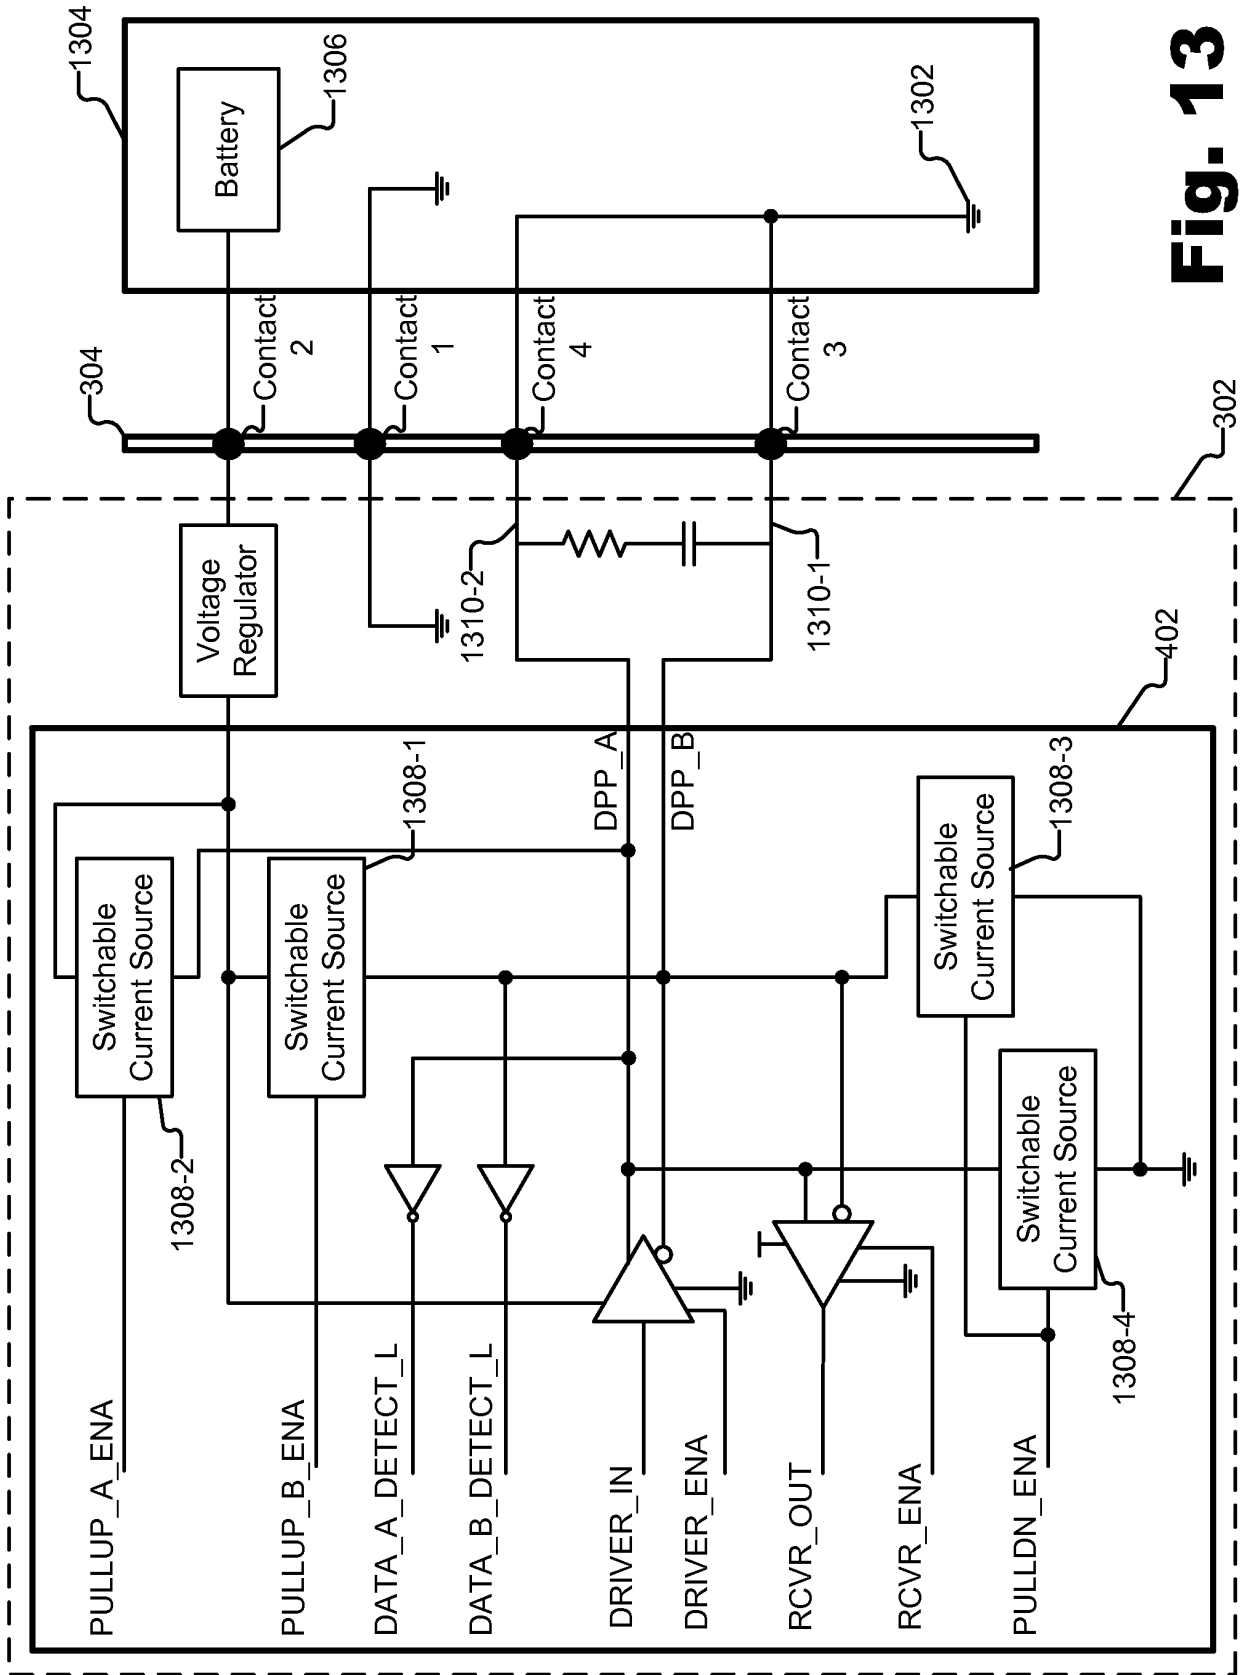 1304
Battery
1306
1302
304
Contact
2
Contact
1
Contact
4
Contact
3
302
Voltage
Regulator
1310-2
1310-1
402
Switchable
Current Source
1308-2
Switchable
Current Source
1308-1
DPP_A
DPP_B
Switchable
Current Source
1308-3
Switchable
Current Source
1308-4
PULLUP_A_ENA
PULLUP_B_ENA
DATA_A_DETECT_L
DATA_B_DETECT_L
DRIVER_IN
DRIVER_ENA
RCVR_OUT
RCVR_ENA
PULLDN_ENA
Fig. 13